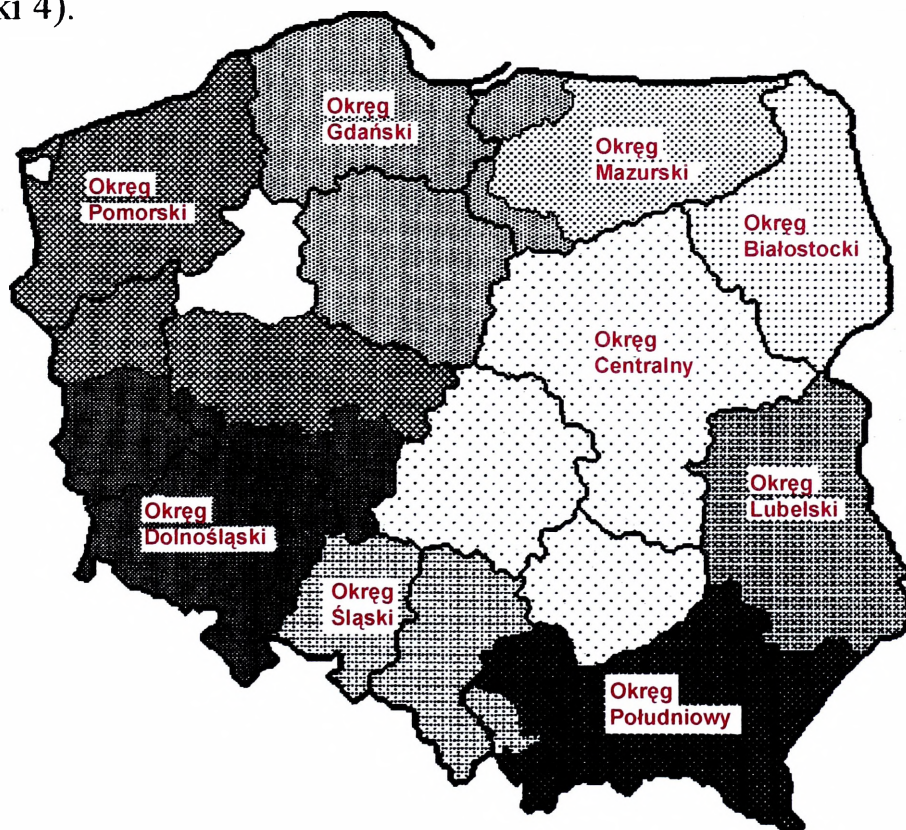 ki 4).
Okręg
Gdański
Okręg
Mazurski
Okręg
Pomorski
Okręg
Białostocki
Okręg
Centralny
Okręg
Lubelski
Okręg
Dolnośląski
Okręg
Śląski
Okręg
Południowy